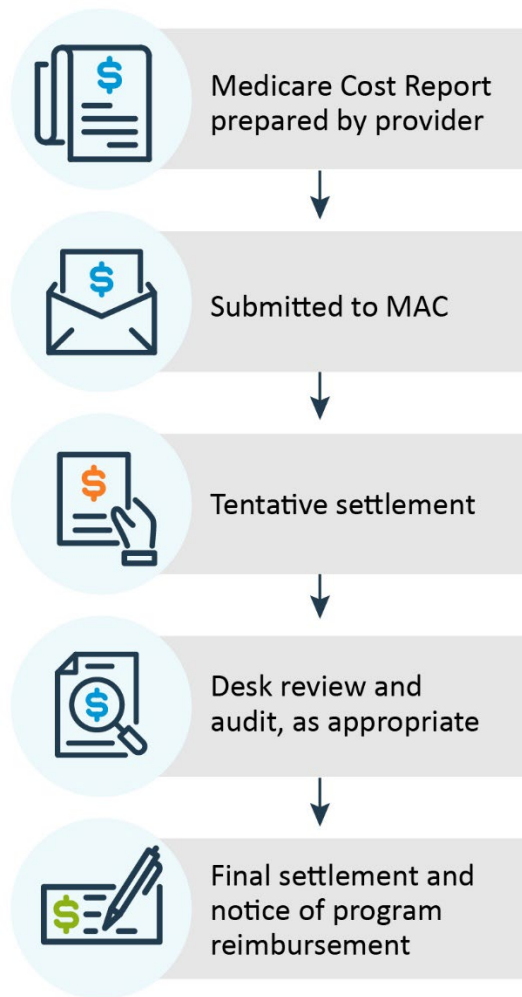 $
Medicare Cost Report
prepared by provider
$
Submitted to MAC
$
Tentative settlement
$
Desk review and
audit, as appropriate
$
Final settlement and
notice of program
reimbursement